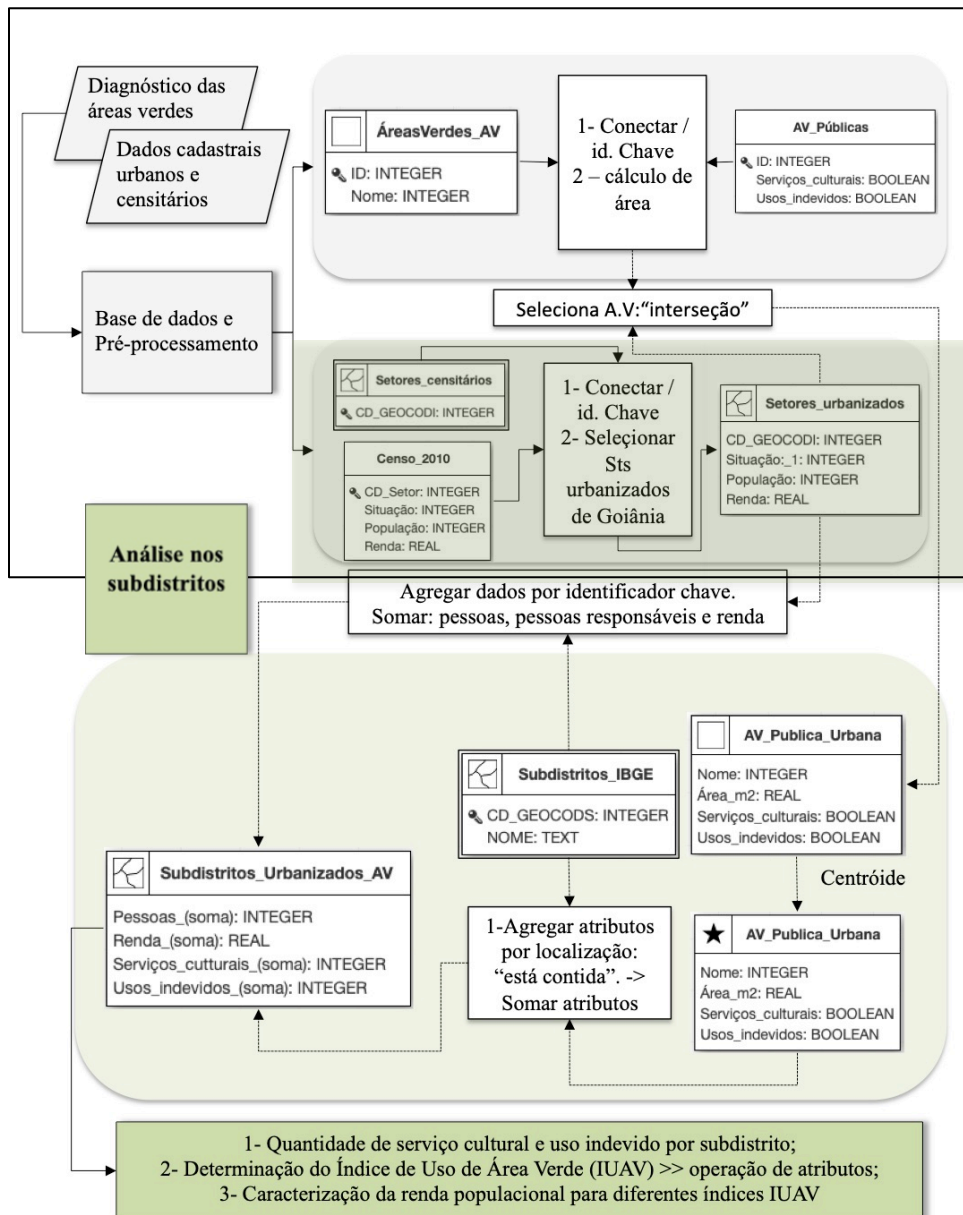 Diagnóstico das
áreas verdes
Dados cadastrais
urbanos e
censitários
Base de dados e
Pré-processamento
ÁreasVerdes_AV
ID: INTEGER
Nome: INTEGER
1- Conectar /
id. Chave
2 – cálculo de
área
AV_Públicas
ID: INTEGER
Serviços_culturais: BOOLEAN
Usos_indevidos: BOOLEAN
Seleciona A.V:“interseção”
Setores_censitários
CD_GEOCODI: INTEGER
Censo_2010
CD_Setor: INTEGER
Situação: INTEGER
População: INTEGER
Renda: REAL
1- Conectar /
id. Chave
2- Seleçionar
Sts
urbanizados
de Goiânia
Setores_urbanizados
CD_GEOCODI: INTEGER
Situação:_1: INTEGER
População: INTEGER
Renda: REAL
Análise nos
subdistritos
Agregar dados por identificador chave.
Somar: pessoas, pessoas responsáveis e renda
Subdistritos_IBGE
CD_GEOCODS: INTEGER
NOME: TEXT
AV_Publica_Urbana
Nome: INTEGER
Área_m2: REAL
Serviços_culturais: BOOLEAN
Usos_indevidos: BOOLEAN
Centróide
Subdistritos_Urbanizados_AV
Pessoas_(soma): INTEGER
Renda_(soma): REAL
Serviços_cutturais_(soma): INTEGER
Usos_indevidos_(soma): INTEGER
1-Agregar atributos
por localização:
“está contida”. ->
Somar atributos
AV_Publica_Urbana
Nome: INTEGER
Área_m2: REAL
Serviços_culturais: BOOLEAN
Usos_indevidos: BOOLEAN
1- Quantidade de serviço cultural e uso indevido por subdistrito;
2- Determinação do Índice de Uso de Área Verde (IUAV) >> operação de atributos;
3- Caracterização da renda populacional para diferentes índices IUAV